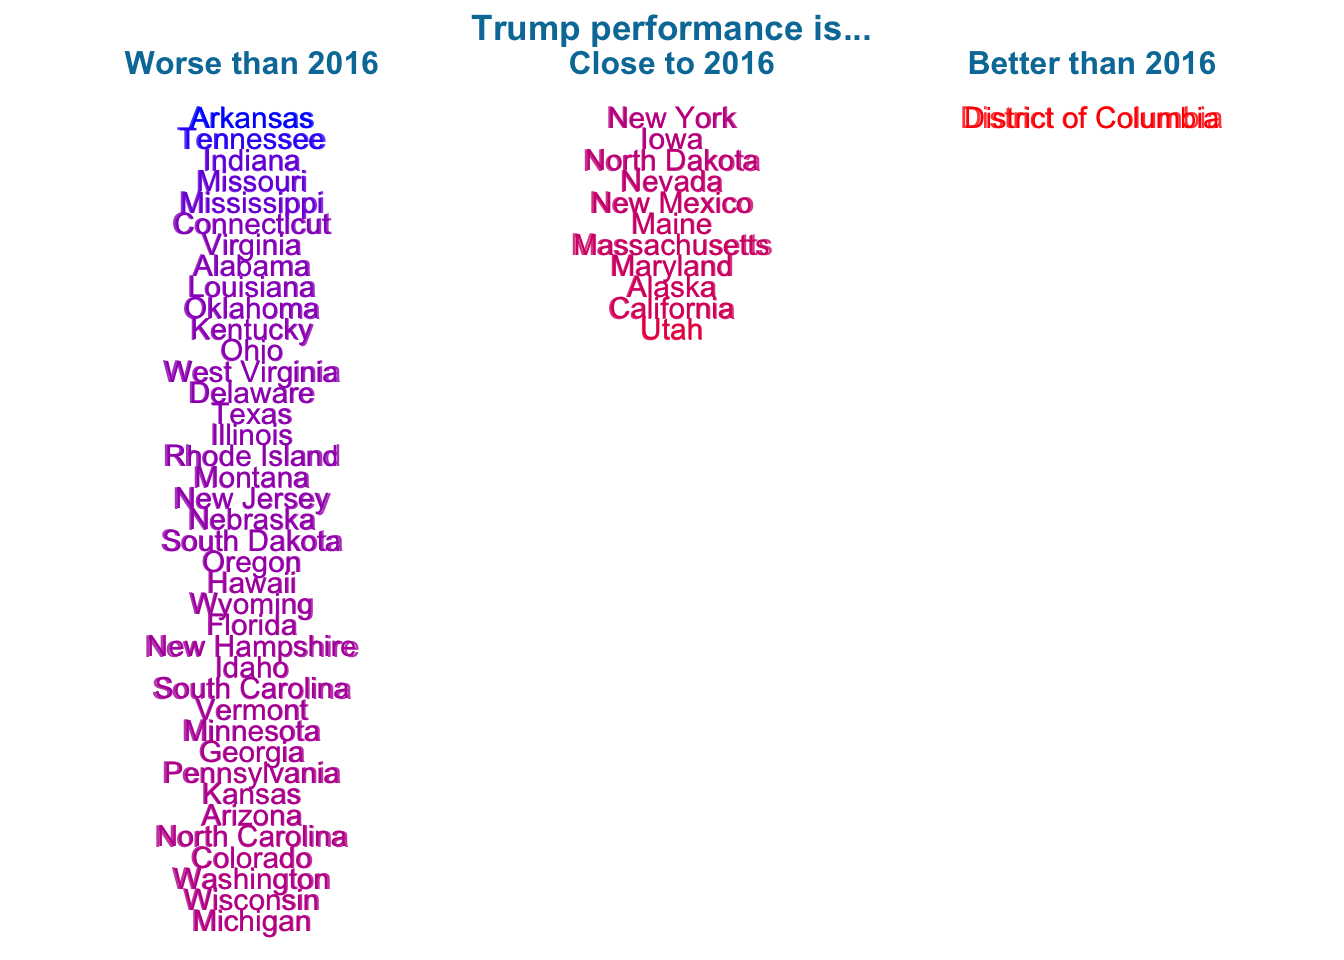 Trump performance is...
Worse than 2016
Close to 2016
Better than 2016
Arkansas
Tennessee
Indiana
Missouri
Mississippi
Connecticut
Virginia
Alabama
Louisiana
Oklahoma
Kentucky
Ohio
West Virginia
Delaware
Texas
Illinois
Rhode Island
Montana
New Jersey
Nebraska
South Dakota
Oregon
Hawaii
Wyoming
Florida
New Hampshire
Idaho
South Carolina
Vermont
Minnesota
Georgia
Pennsylvania
Kansas
Arizona
North Carolina
Colorado
Washington
Wisconsin
Michigan
New York
Iowa
North Dakota
Nevada
New Mexico
Maine
Massachusetts
Maryland
Alaska
California
Utah
District of Columbia